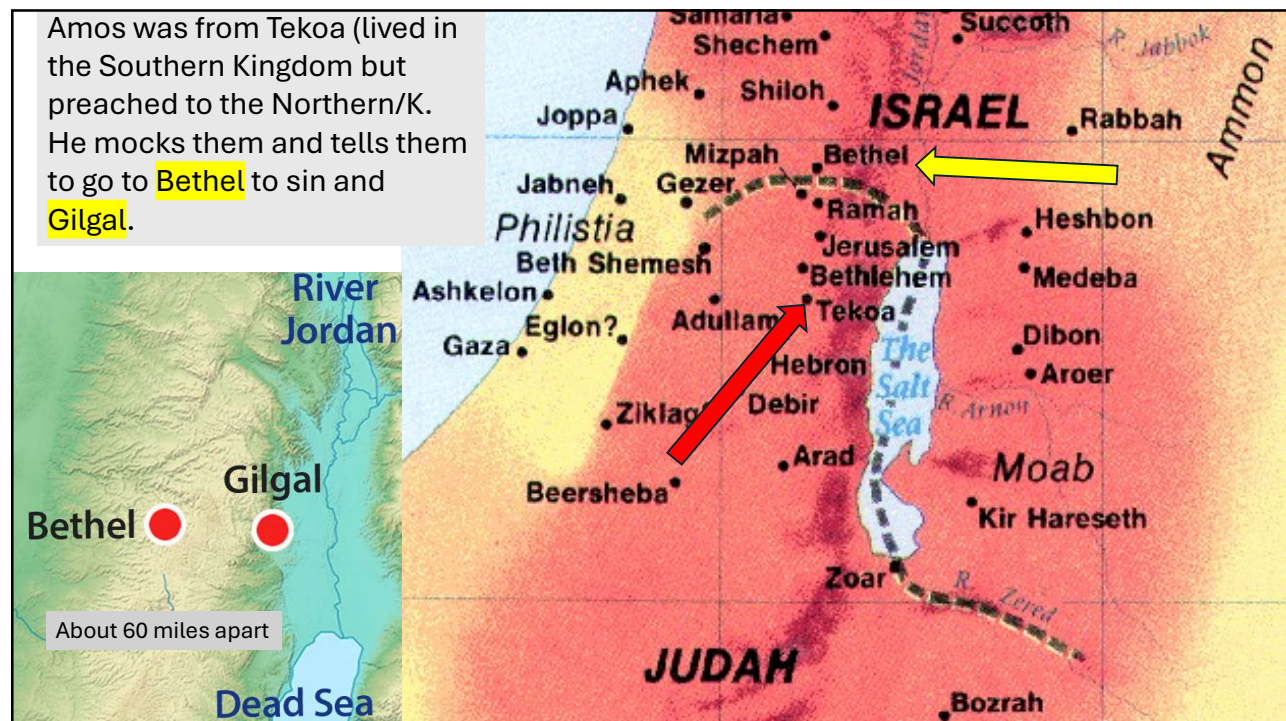 Amos was from Tekoa (lived in
the Southern Kingdom but
preached to the Northern/K.
He mocks them and tells them
to go to Bethel to sin and
Gilgal.
River
Jordan
Gilgal
Bethel
About 60 miles apart
Dead Sea
Samaria
Succoth
Shechem
Jordan
R. Jabbok
Aphek
Shiloh
ISRAEL
Ammon
Joppa
Rabbah
Mizpah
Bethel
Jabneh
Gezer
Ramah
Heshbon
Philistia
Jerusalem
Beth Shemesh
Bethlehem
Medeba
Ashkelon
Adullam
Tekoa
Eglon?
Gaza
The
Salt
Sea
Dibon
Hebron
Aroer
Ziklag
Debir
R. Arnon
Arad
Moab
Beersheba
Kir Hareseth
Zoar
R. Zered
JUDAH
Bozrah